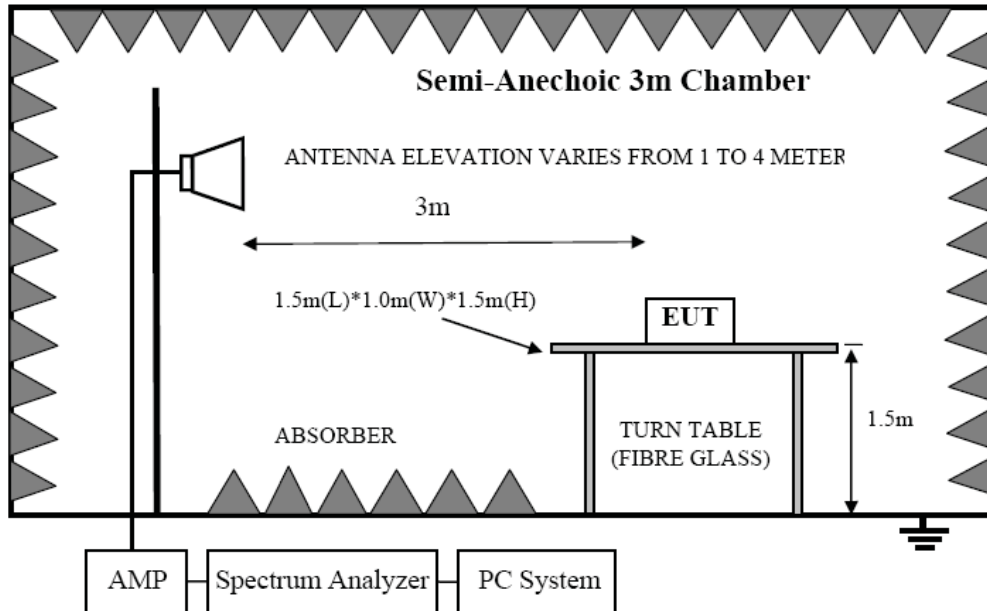 Semi-Anechoic 3m Chamber
ANTENNA ELEVATION VARIES FROM 1 TO 4 METER
3m
1.5m(L)*1.0m(W)*1.5m(H)
EUT
1.5m
ABSORBER
TURN TABLE
(FIBRE GLASS)
AMP
Spectrum Analyzer
PC System